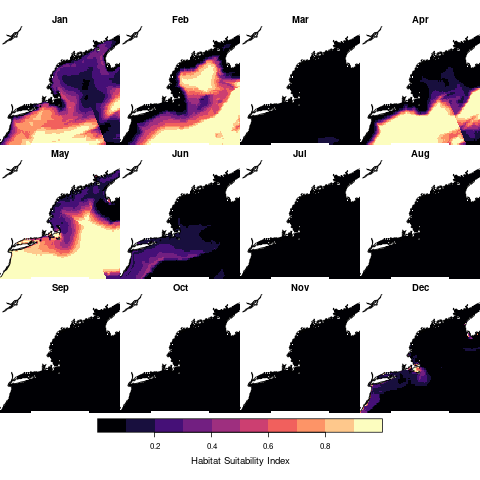 Jan Feb Mar Apr
May Jun Jul Aug
Sep Oct Nov Dec
0.2 0.4 0.6 0.8
Habitat Suitability Index